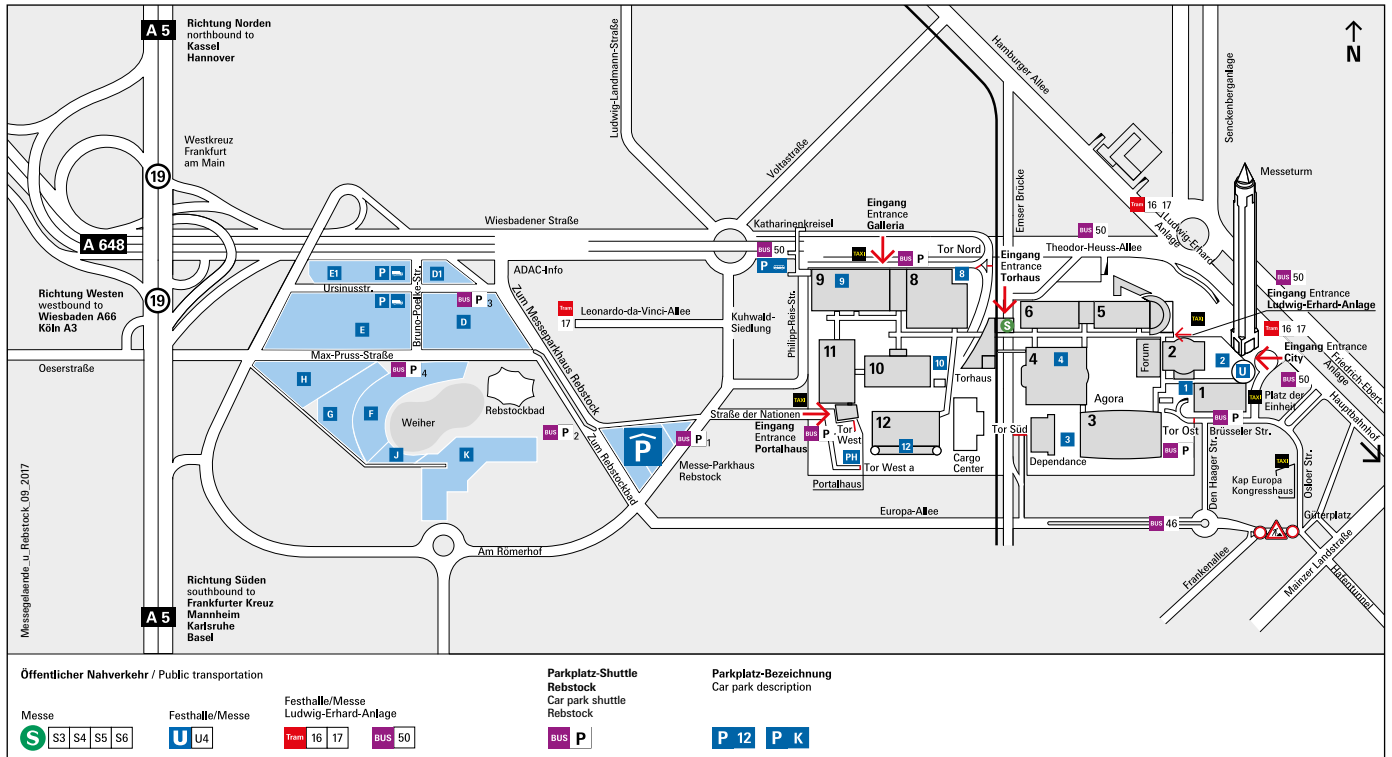 A 5
Richtung Norden
northbound to
Kassel
Hannover
N
Westkreuz
Frankfurt
am Main
19
A 648
19
Richtung Westen
westbound to
Wiesbaden A66
Köln A3
Oeserstraße
Ludwig-Landmann-Straße
Voltastraße
Hamburger Allee
Senckenberganlage
Emser Brücke
Messeturm
Tram 16 17
Ludwig-Erhard
Anlage
Wiesbadener Straße
Katharinenkreisel
Eingang
Entrance
Galleria
BUS 50
P
TAXI
BUS P
Tor Nord
8
BUS 50
Theodor-Heuss-Allee
Eingang
Entrance
Torhaus
BUS 50
Eingang Entrance
Ludwig-Erhard-Anlage
TAXI
Tram 16 17
Eingang Entrance
City
Friedrich-Ebert-
Anlage
BUS 50
Platz der
Einheit
TAXI
Hauptbahnhof
E1
P
D1
Ursinusstr.
ADAC-Info
P
Bruno-Poelke-Str.
BUS P 3
E
D
Zum Messeparkhaus Rebstock
Tram
17
Leonardo-da-Vinci-Allee
Kuhwald-
Siedlung
Philipp-Reis-Str.
9
9
8
S
6
5
11
10
10
Torhaus
4
4
Forum
2
2
U
1
1
Agora
3
3
Max-Pruss-Straße
BUS P 4
H
G
F
Weiher
J
K
Rebstockbad
BUS P 2
Zum Rebstockbad
P
BUS P 1
Messe-Parkhaus
Rebstock
TAXI
Straße der Nationen
Eingang
Entrance
Portalhaus
BUS P
Tor
West
PH
Tor West a
Portalhaus
12
12
Cargo
Center
Tor Süd
Dependance
Tor Ost
BUS P
BUS P
Brüsseler Str.
Den Haager Str.
TAXI
Kap Europa
Kongresshaus
Osloer Str.
Güterplatz
Europa-Allee
BUS 46
Frankenallee
Mainzer Landstraße
Hafentunnel
Am Römerhof
Messegelaende_u_Rebstock_09_2017
A 5
Richtung Süden
southbound to
Frankfurter Kreuz
Mannheim
Karlsruhe
Basel
Öffentlicher Nahverkehr / Public transportation
Messe
S S3 S4 S5 S6
Festhalle/Messe
U U4
Festhalle/Messe
Ludwig-Erhard-Anlage
Tram 16 17
BUS 50
Parkplatz-Shuttle
Rebstock
Car park shuttle
Rebstock
BUS P
Parkplatz-Bezeichnung
Car park description
P 12 P K